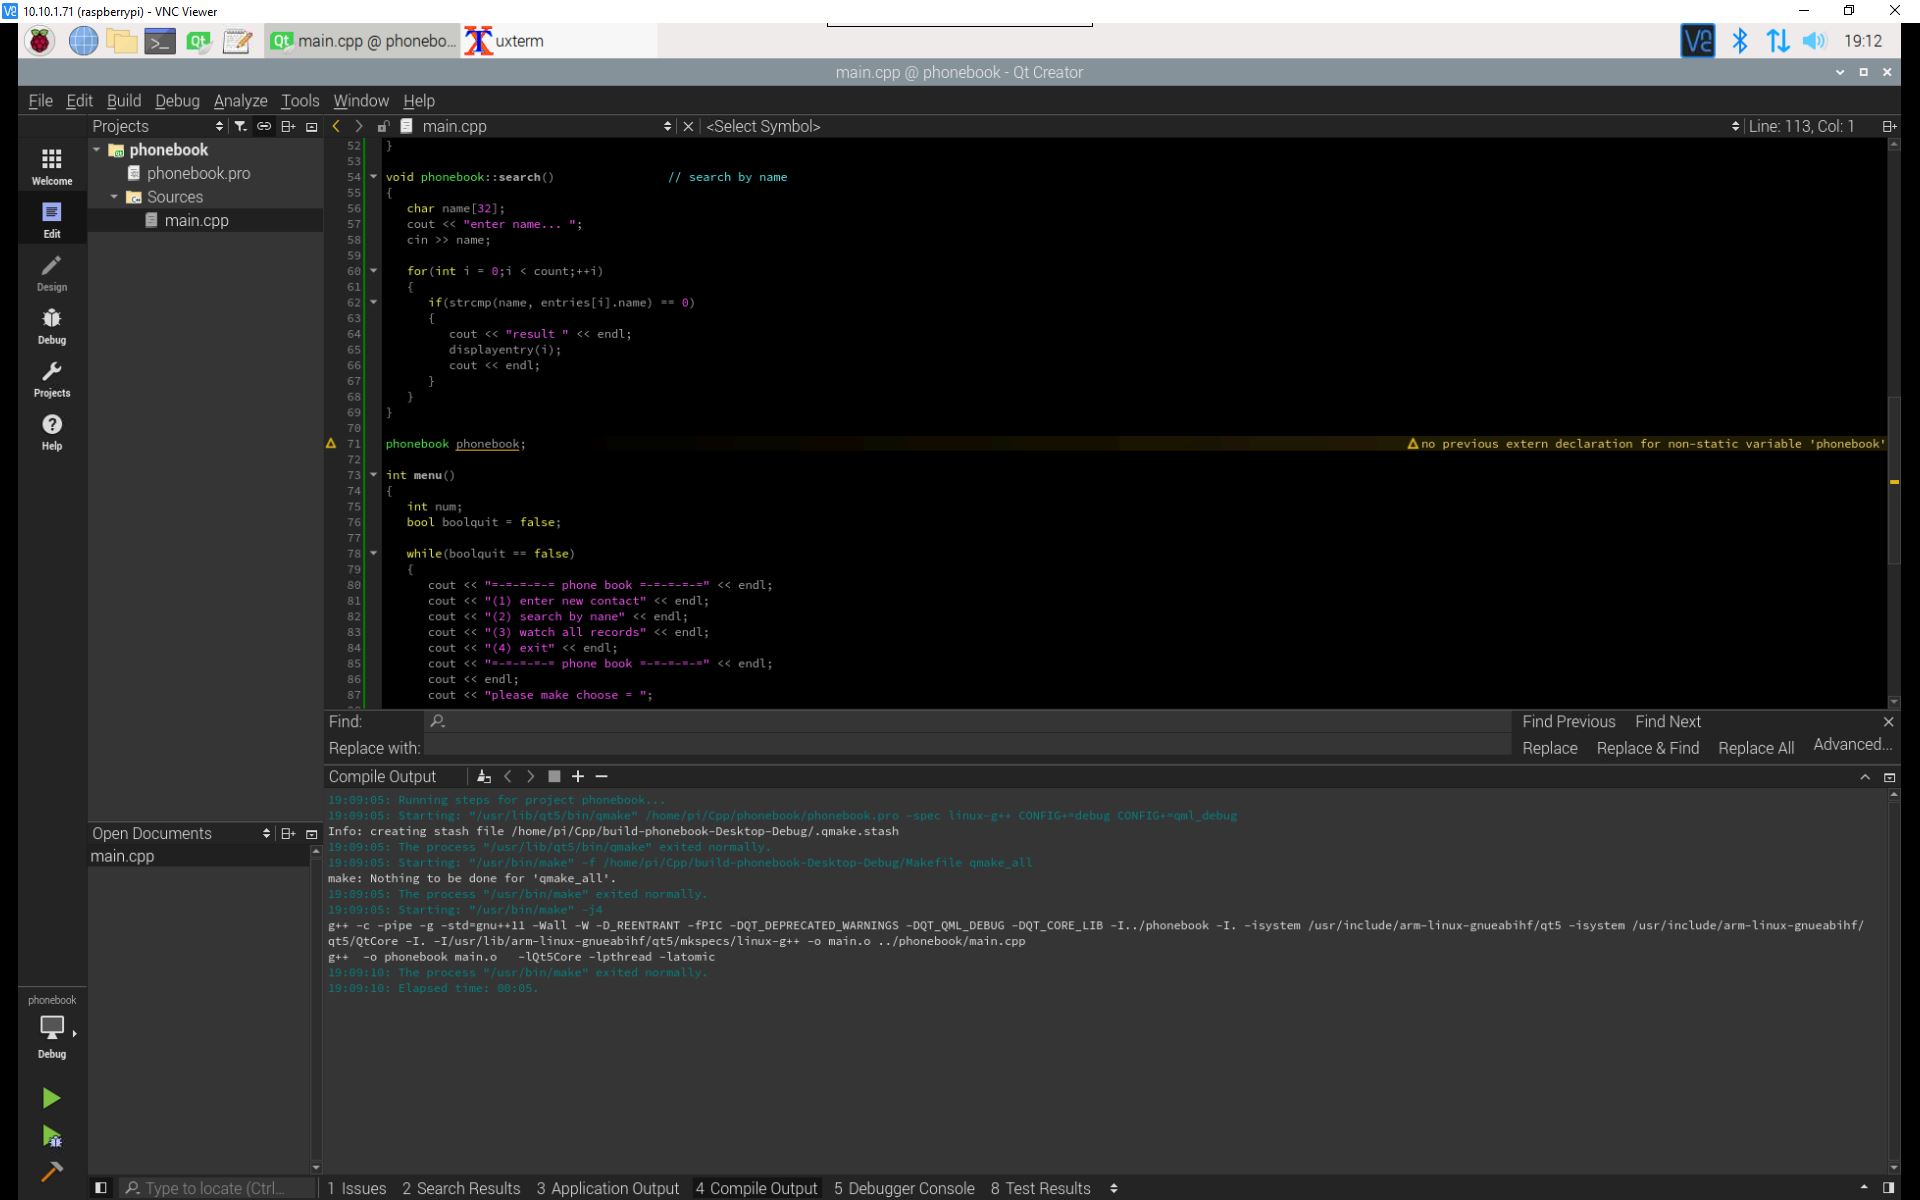 10.10.1.71 (raspberrypi) - VNC Viewer
main.cpp @ phonebo...
uxterm
19:12
main.cpp @ phonebook - Qt Creator
File Edit Build Debug Analyze Tools Window Help
Projects
main.cpp
<Select Symbol>
Line: 113, Col: 1
Welcome
Edit
Design
Debug
Projects
Help
phonebook
phonebook.pro
Sources
main.cpp
52 }
53
54 void phonebook::search() // search by name
55 {
56 char name[32];
57 cout << "enter name... ";
58 cin >> name;
59
60 for(int i = 0;i < count;++i)
61 {
62 if(strcmp(name, entries[i].name) == 0)
63 {
64 cout << "result " << endl;
65 displayentry(i);
66 cout << endl;
67 }
68 }
69 }
70
71 phonebook phonebook; no previous extern declaration for non-static variable 'phonebook'
72
73 int menu()
74 {
75 int num;
76 bool boolquit = false;
77
78 while(boolquit == false)
79 {
80 cout << "=-=-=-=-= phone book =-=-=-=-=" << endl;
81 cout << "(1) enter new contact" << endl;
82 cout << "(2) search by nane" << endl;
83 cout << "(3) watch all records" << endl;
84 cout << "(4) exit" << endl;
85 cout << "=-=-=-=-= phone book =-=-=-=-=" << endl;
86 cout << endl;
87 cout << "please make choose = ";
Find:
Find Previous Find Next
Replace with:
Replace Replace & Find Replace All Advanced...
Compile Output
19:09:05: Running steps for project phonebook...
19:09:05: Starting: "/usr/lib/qt5/bin/qmake" /home/pi/Cpp/phonebook/phonebook.pro -spec linux-g++ CONFIG+=debug CONFIG+=qml_debug
Info: creating stash file /home/pi/Cpp/build-phonebook-Desktop-Debug/.qmake.stash
19:09:05: The process "/usr/lib/qt5/bin/qmake" exited normally.
19:09:05: Starting: "/usr/bin/make" -f /home/pi/Cpp/build-phonebook-Desktop-Debug/Makefile qmake_all
make: Nothing to be done for 'qmake_all'.
19:09:05: The process "/usr/bin/make" exited normally.
19:09:05: Starting: "/usr/bin/make" -j4
g++ -c -pipe -g -std=gnu++11 -Wall -W -D_REENTRANT -fPIC -DQT_DEPRECATED_WARNINGS -DQT_QML_DEBUG -DQT_CORE_LIB -I../phonebook -I. -isystem /usr/include/arm-linux-gnueabihf/qt5 -isystem /usr/include/arm-linux-gnueabihf/
qt5/QtCore -I. -I/usr/lib/arm-linux-gnueabihf/qt5/mkspecs/linux-g++ -o main.o ../phonebook/main.cpp
g++ -o phonebook main.o -lQt5Core -lpthread -latomic
19:09:10: The process "/usr/bin/make" exited normally.
19:09:10: Elapsed time: 00:05.
Open Documents
main.cpp
phonebook
Debug
Type to locate (Ctrl...
1 Issues 2 Search Results 3 Application Output 4 Compile Output 5 Debugger Console 8 Test Results